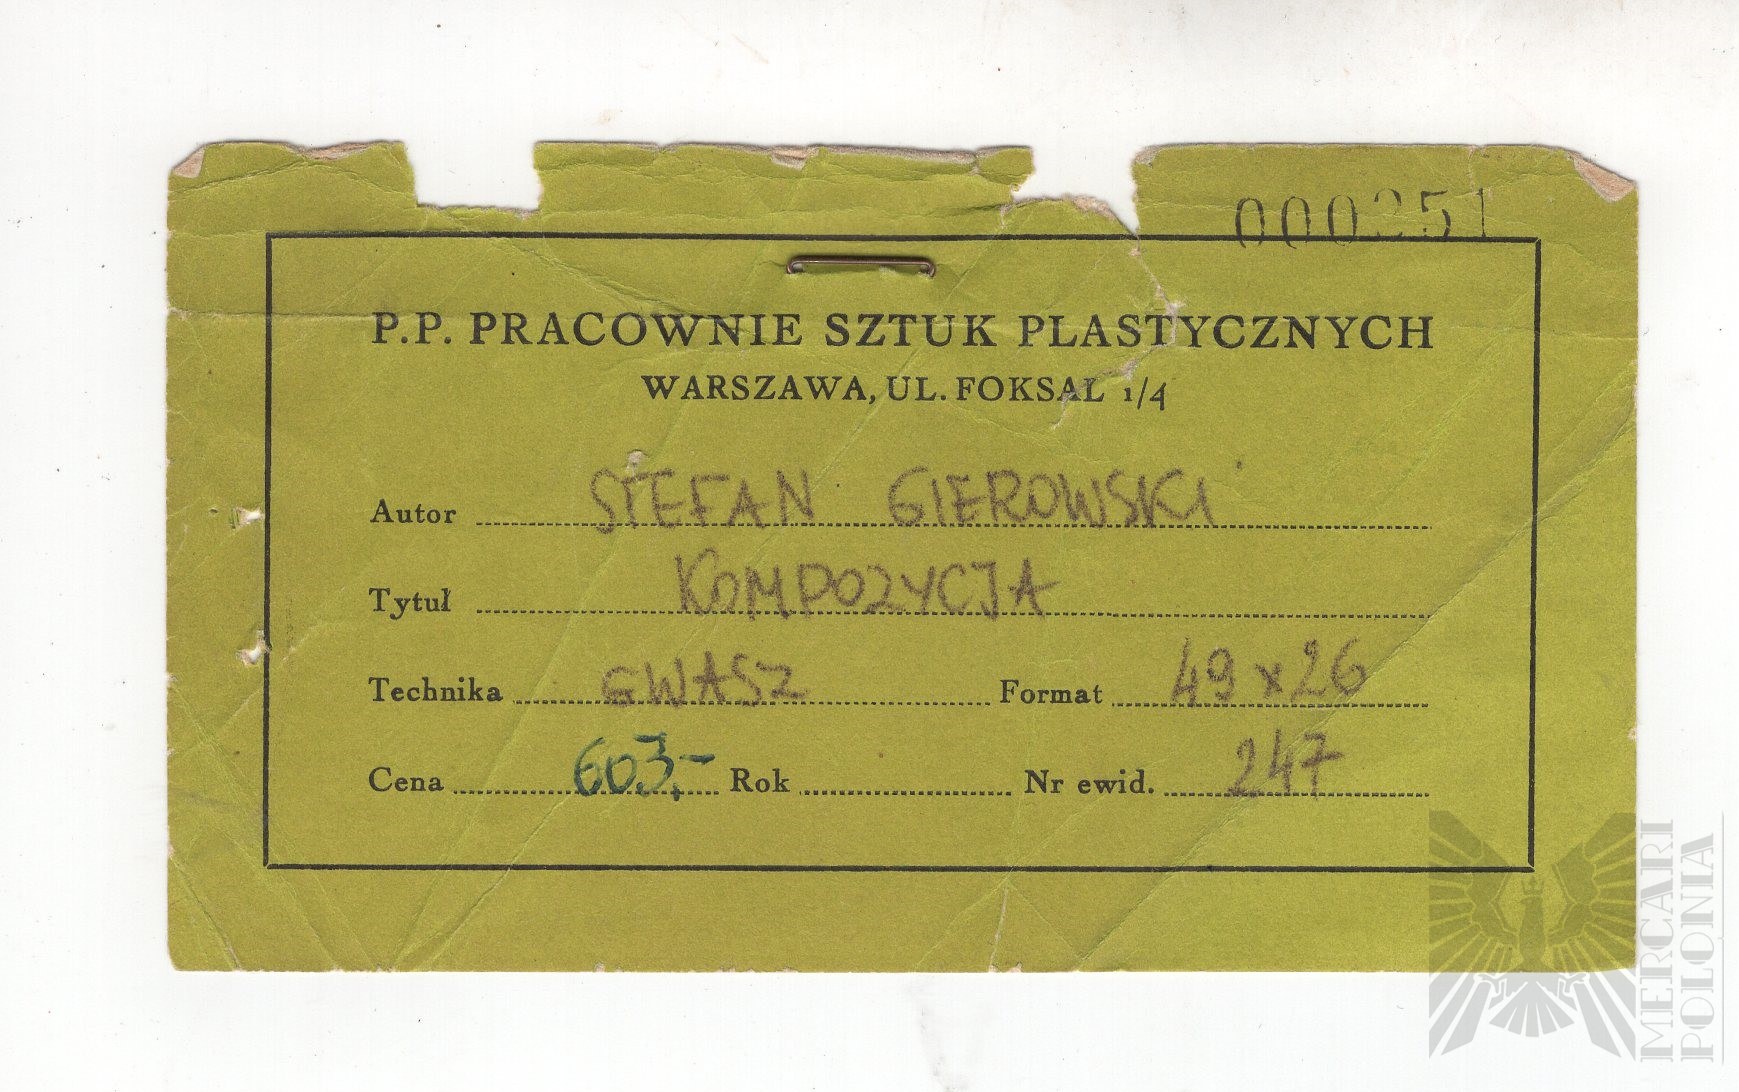 000251
P.P. PRACOWNIE SZTUK PLASTYCZNYCH
WARSZAWA, UL. FOKSAL 1/4
Autor STEFAN GIEROWSKI
Tytuł KOMPOZYCJA
Technika GWASZ Format 49 x 26
Cena 603,- Rok Nr ewid. 247
MERCARI
POLONIA